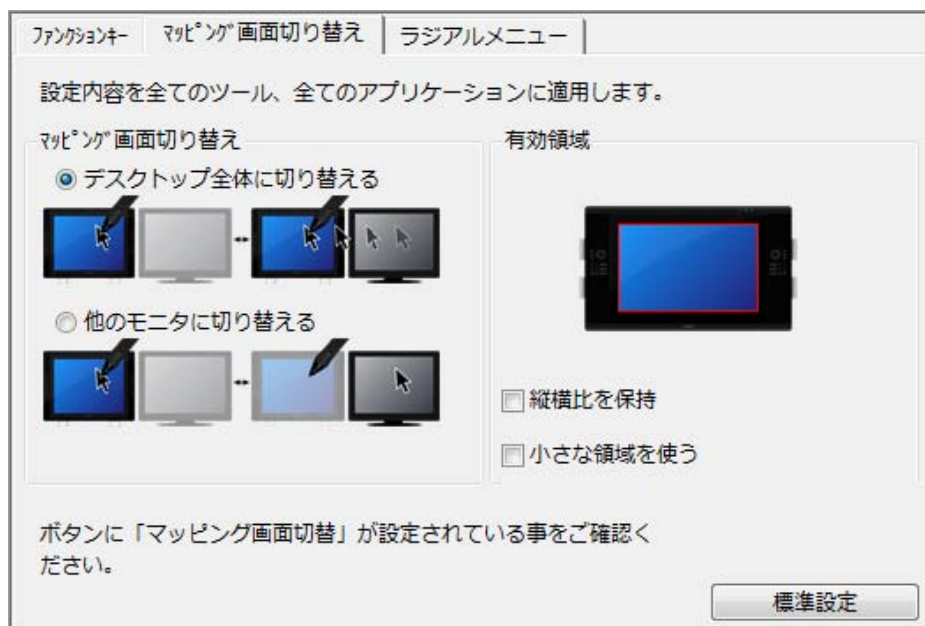 ﾌｧﾝｸｼｮﾝｷｰ
ﾏｯﾋﾟﾝｸﾞ画面切り替え
ラジアルメニュー
設定内容を全てのツール、全てのアプリケーションに適用します。
ﾏｯﾋﾟﾝｸﾞ画面切り替え
デスクトップ全体に切り替える
他のモニタに切り替える
有効領域
縦横比を保持
小さな領域を使う
ボタンに「マッピング画面切替」が設定されている事をご確認く
ださい。
標準設定